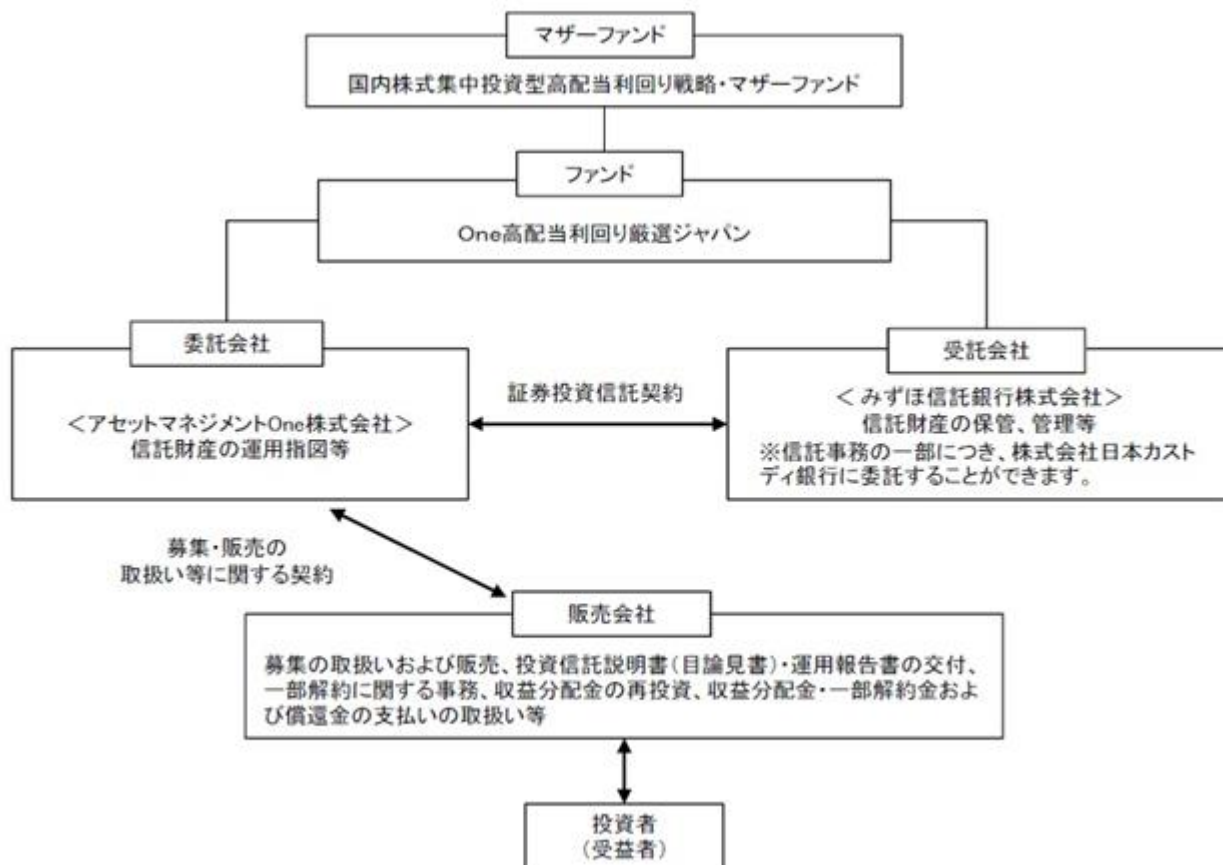 マザーファンド
国内株式集中投資型高配当利回り戦略・マザーファンド
ファンド
One高配当利回り厳選ジャパン
委託会社
＜アセットマネジメントOne株式会社＞
信託財産の運用指図等
証券投資信託契約
受託会社
＜みずほ信託銀行株式会社＞
信託財産の保管、管理等
※信託事務の一部につき、株式会社日本カスト
ディ銀行に委託することができます。
募集・販売の
取扱い等に関する契約
販売会社
募集の取扱いおよび販売、投資信託説明書（目論見書）・運用報告書の交付、
一部解約に関する事務、収益分配金の再投資、収益分配金・一部解約金およ
び償還金の支払いの取扱い等
投資者
（受益者）